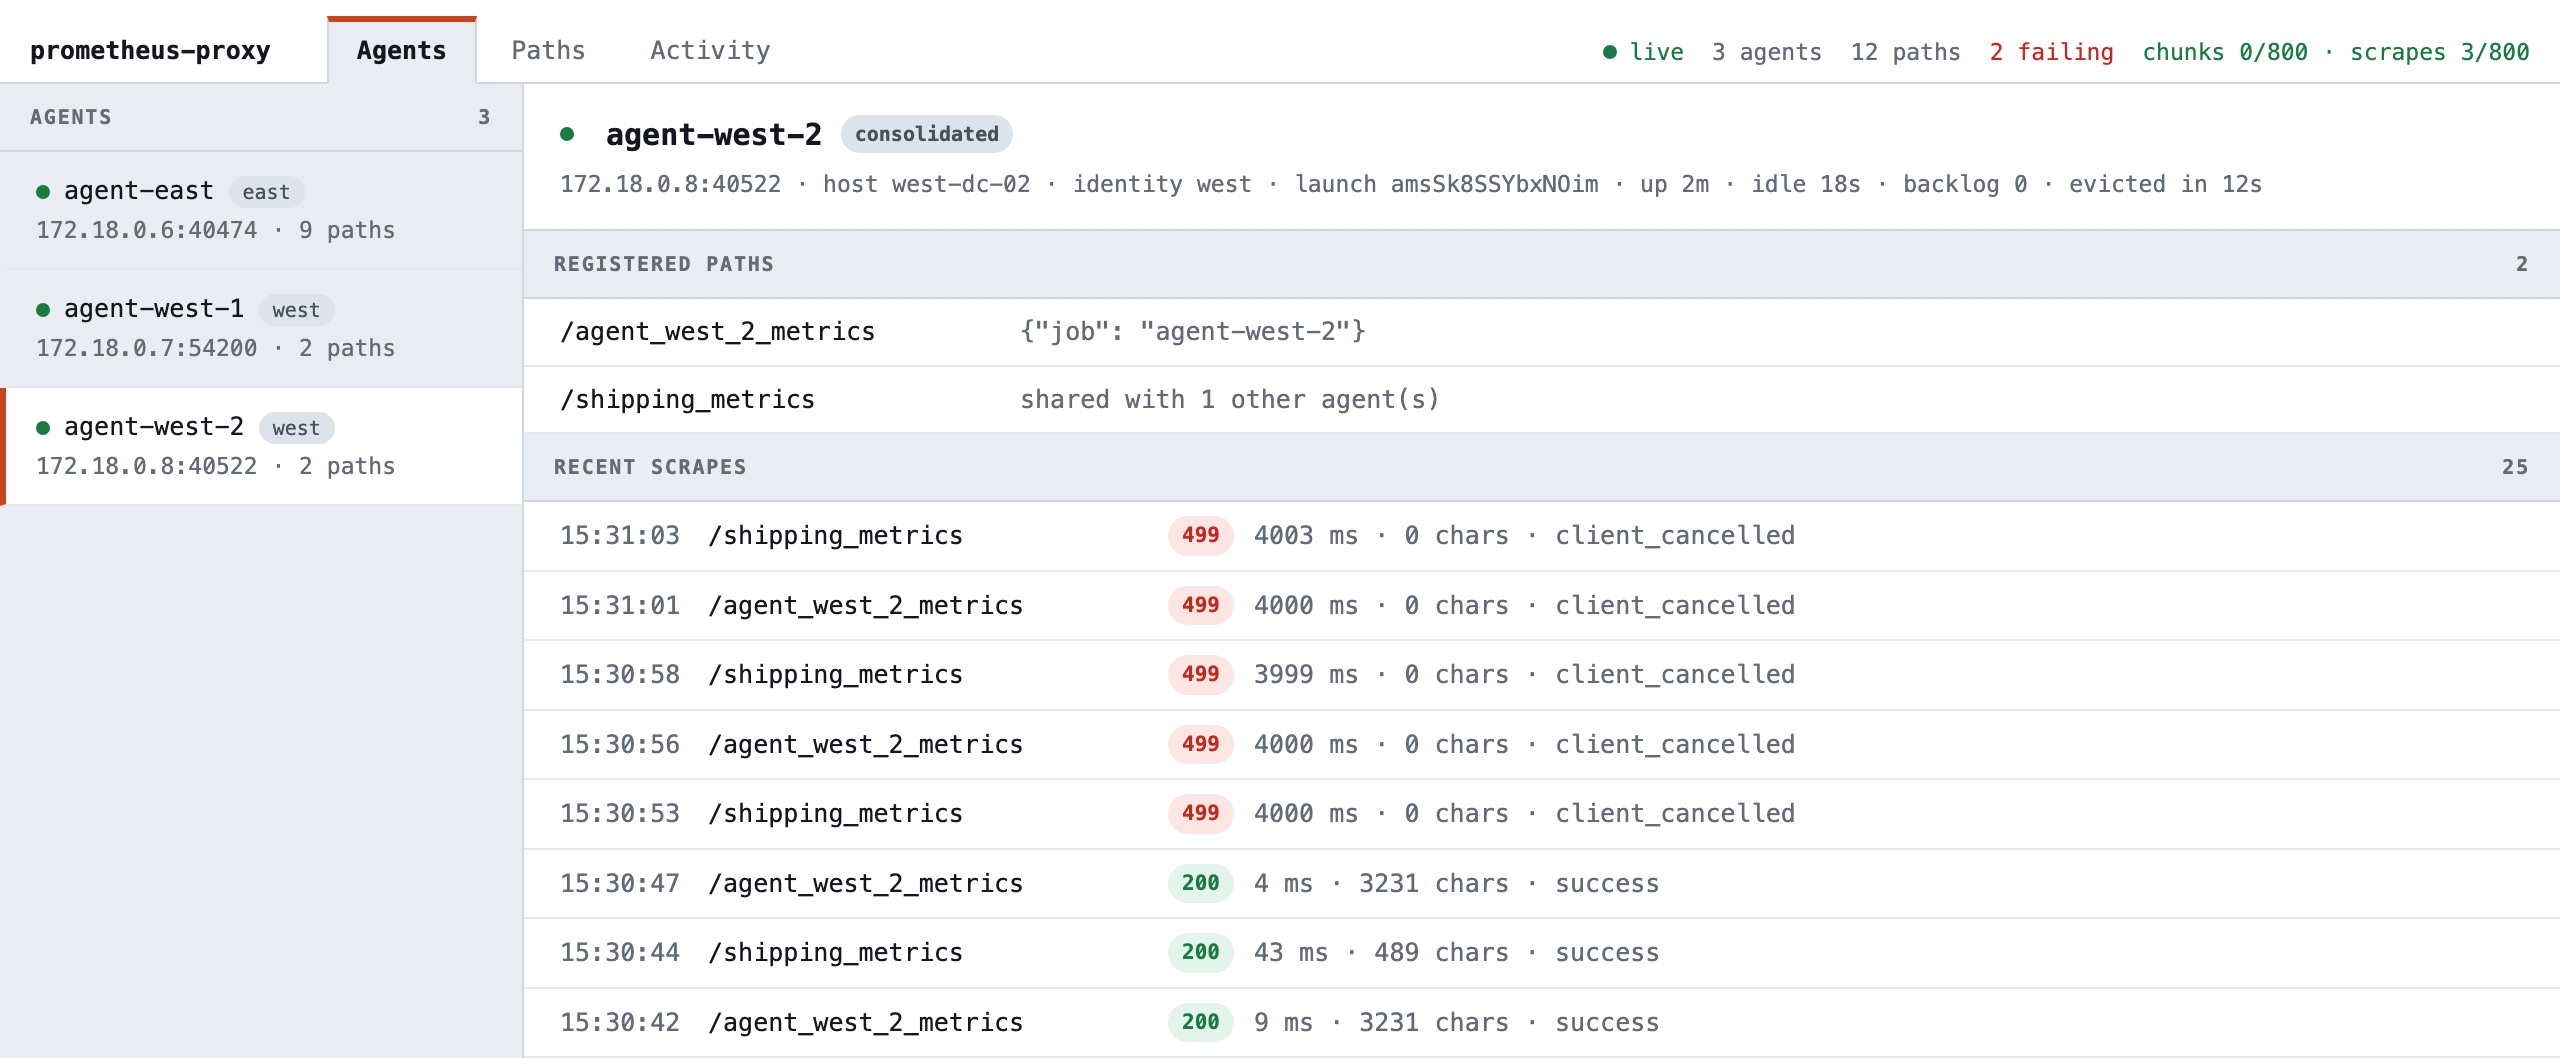 prometheus-proxy Agents Paths Activity live 3 agents 12 paths 2 failing chunks 0/800 · scrapes 3/800
AGENTS 3
agent-east east
172.18.0.6:40474 · 9 paths
agent-west-1 west
172.18.0.7:54200 · 2 paths
agent-west-2 west
172.18.0.8:40522 · 2 paths
agent-west-2 consolidated
172.18.0.8:40522 · host west-dc-02 · identity west · launch amsSk8SSYbxNOim · up 2m · idle 18s · backlog 0 · evicted in 12s
REGISTERED PATHS 2
/agent_west_2_metrics {"job": "agent-west-2"}
/shipping_metrics shared with 1 other agent(s)
RECENT SCRAPES 25
15:31:03 /shipping_metrics 499 4003 ms · 0 chars · client_cancelled
15:31:01 /agent_west_2_metrics 499 4000 ms · 0 chars · client_cancelled
15:30:58 /shipping_metrics 499 3999 ms · 0 chars · client_cancelled
15:30:56 /agent_west_2_metrics 499 4000 ms · 0 chars · client_cancelled
15:30:53 /shipping_metrics 499 4000 ms · 0 chars · client_cancelled
15:30:47 /agent_west_2_metrics 200 4 ms · 3231 chars · success
15:30:44 /shipping_metrics 200 43 ms · 489 chars · success
15:30:42 /agent_west_2_metrics 200 9 ms · 3231 chars · success